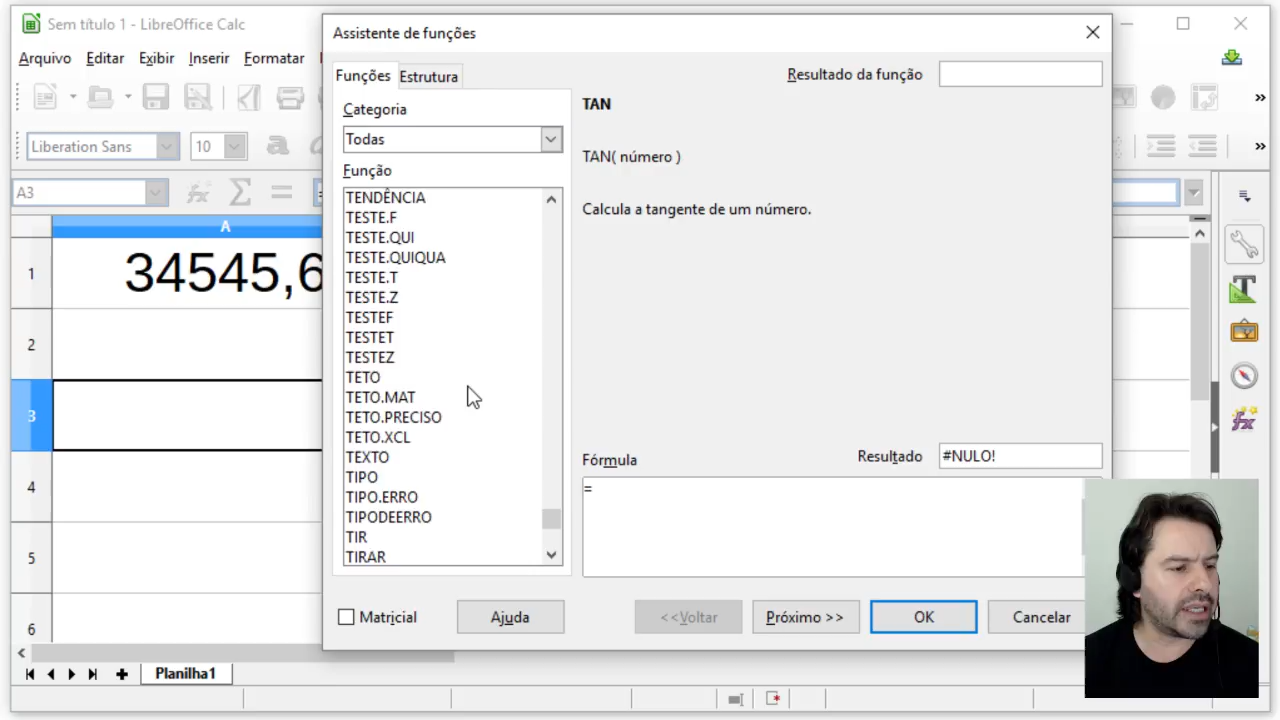 Sem título 1 - LibreOffice Calc
Arquivo Editar Exibir Inserir Formatar
Liberation Sans 10
A3
A
1 34545,6
2
3
4
5
6
Planilha1
Assistente de funções
Funções Estrutura
Categoria
Todas
Função
TENDÊNCIA
TESTE.F
TESTE.QUI
TESTE.QUIQUA
TESTE.T
TESTE.Z
TESTEF
TESTET
TESTEZ
TETO
TETO.MAT
TETO.PRECISO
TETO.XCL
TEXTO
TIPO
TIPO.ERRO
TIPODEERRO
TIR
TIRAR
Resultado da função
TAN
TAN( número )
Calcula a tangente de um número.
Fórmula
Resultado #NULO!
=
Matricial
Ajuda
<<Voltar
Próximo >>
OK
Cancelar